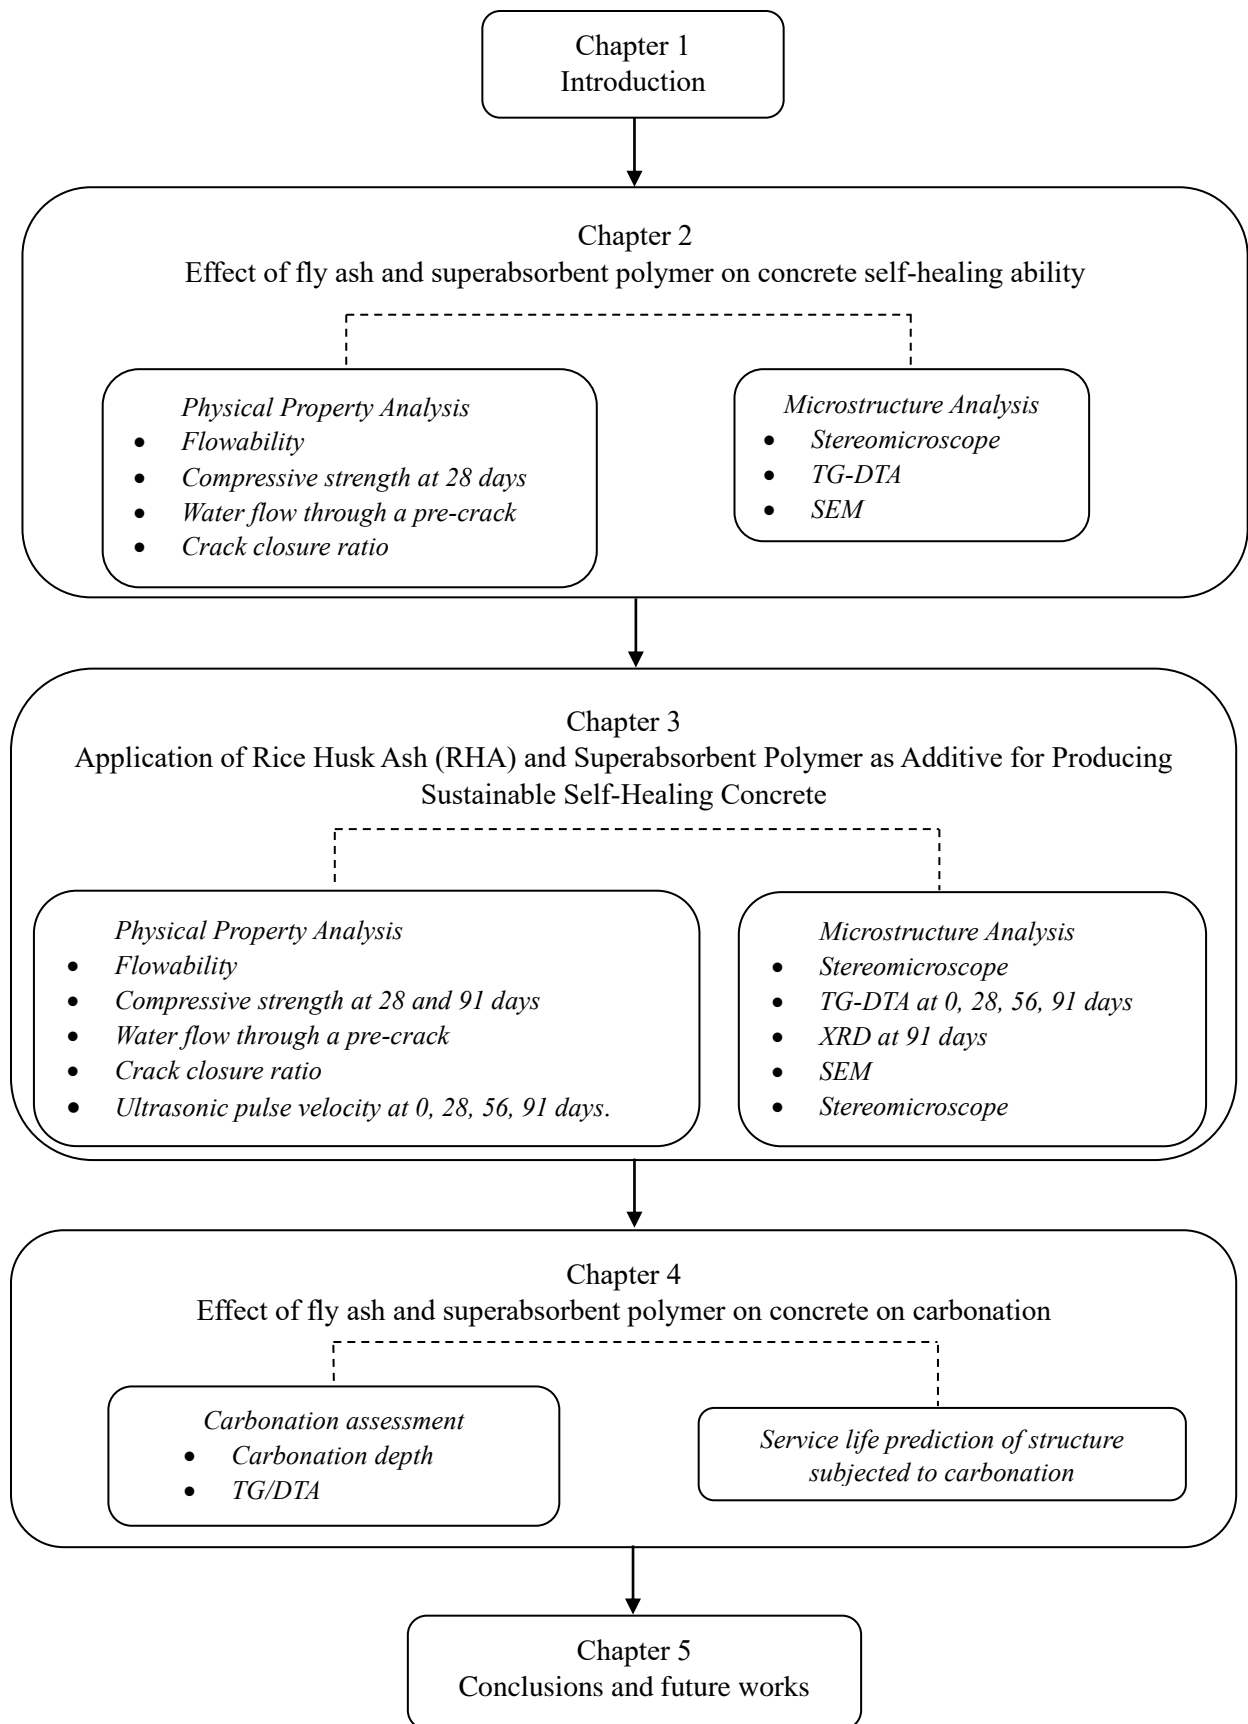 Chapter 1
Introduction
Chapter 2
Effect of fly ash and superabsorbent polymer on concrete self-healing ability
Physical Property Analysis
• Flowability
• Compressive strength at 28 days
• Water flow through a pre-crack
• Crack closure ratio
Microstructure Analysis
• Stereomicroscope
• TG-DTA
• SEM
Chapter 3
Application of Rice Husk Ash (RHA) and Superabsorbent Polymer as Additive for Producing
Sustainable Self-Healing Concrete
Physical Property Analysis
• Flowability
• Compressive strength at 28 and 91 days
• Water flow through a pre-crack
• Crack closure ratio
• Ultrasonic pulse velocity at 0, 28, 56, 91 days.
Microstructure Analysis
• Stereomicroscope
• TG-DTA at 0, 28, 56, 91 days
• XRD at 91 days
• SEM
• Stereomicroscope
Chapter 4
Effect of fly ash and superabsorbent polymer on concrete on carbonation
Carbonation assessment
• Carbonation depth
• TG/DTA
Service life prediction of structure
subjected to carbonation
Chapter 5
Conclusions and future works